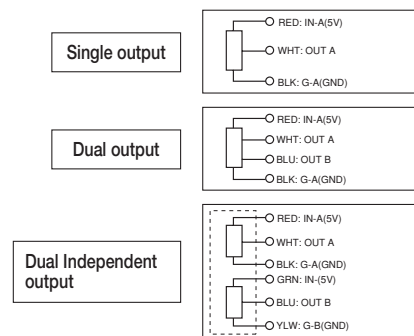 Single output
RED: IN-A(5V)
WHT: OUT A
BLK: G-A(GND)
Dual output
RED: IN-A(5V)
WHT: OUT A
BLU: OUT B
BLK: G-A(GND)
Dual Independent
output
RED: IN-A(5V)
WHT: OUT A
BLK: G-A(GND)
GRN: IN-(5V)
BLU: OUT B
YLW: G-B(GND)